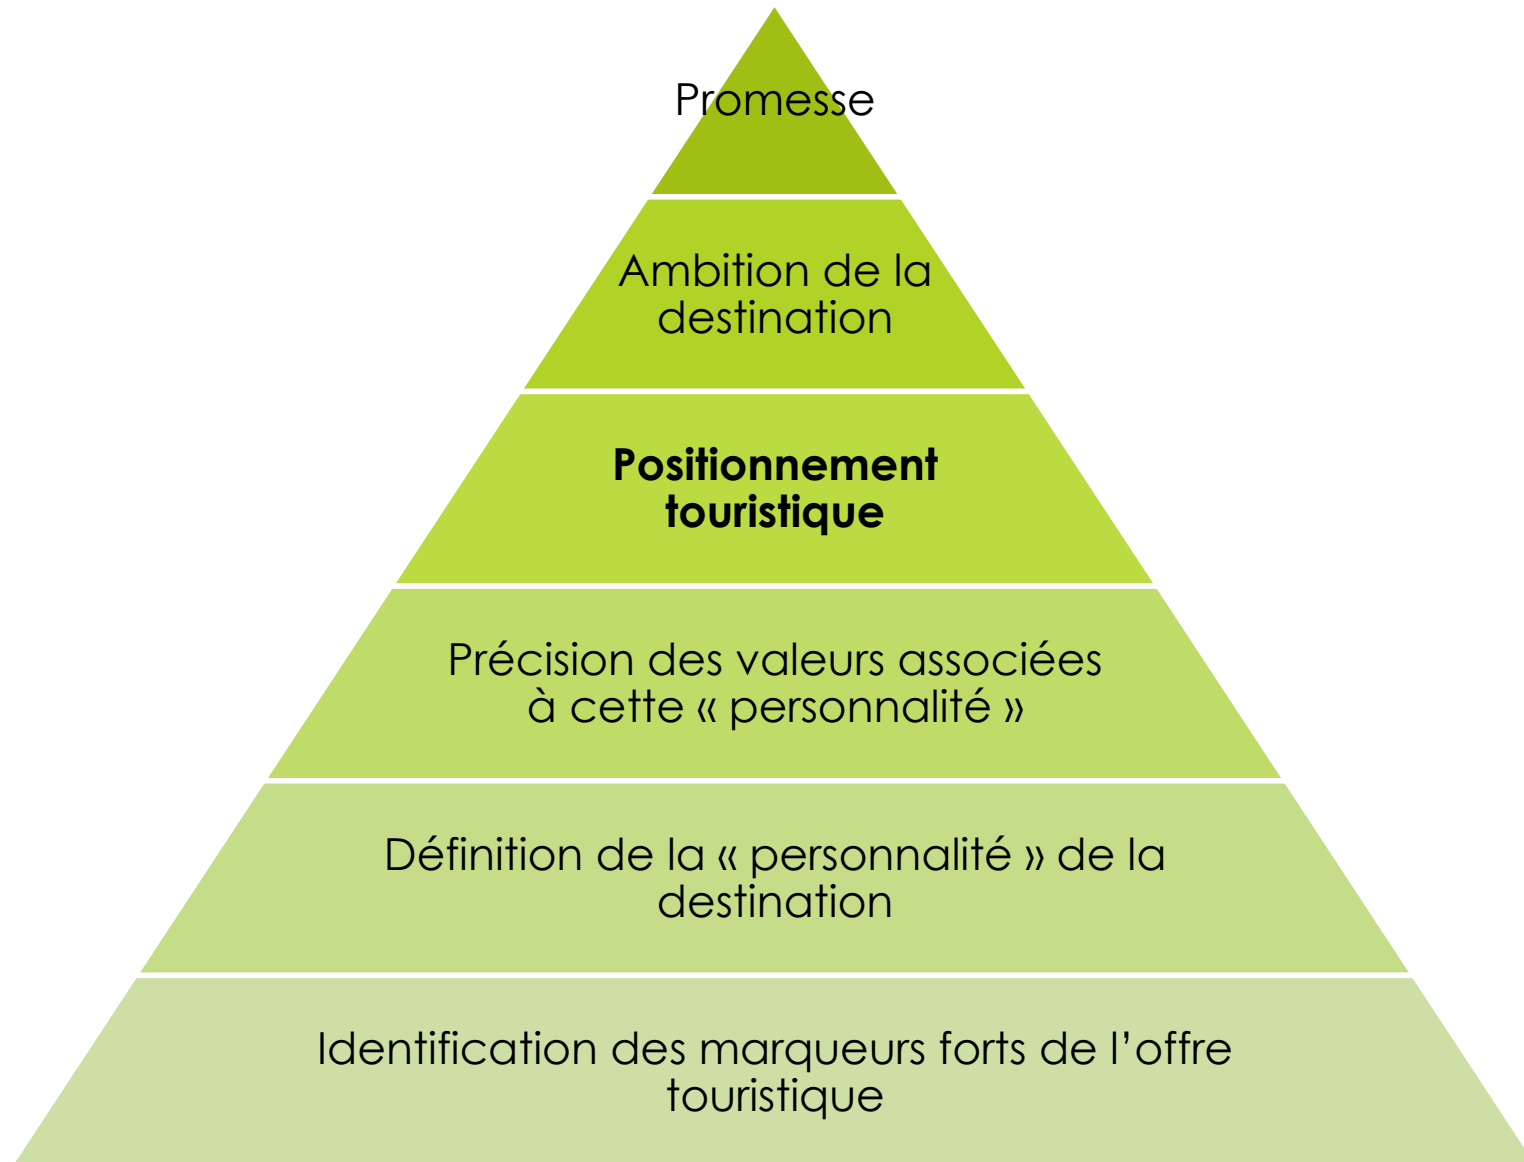 Promesse
Ambition de la
destination
Positionnement
touristique
Précision des valeurs associées
à cette « personnalité »
Définition de la « personnalité » de la
destination
Identification des marqueurs forts de l’offre
touristique